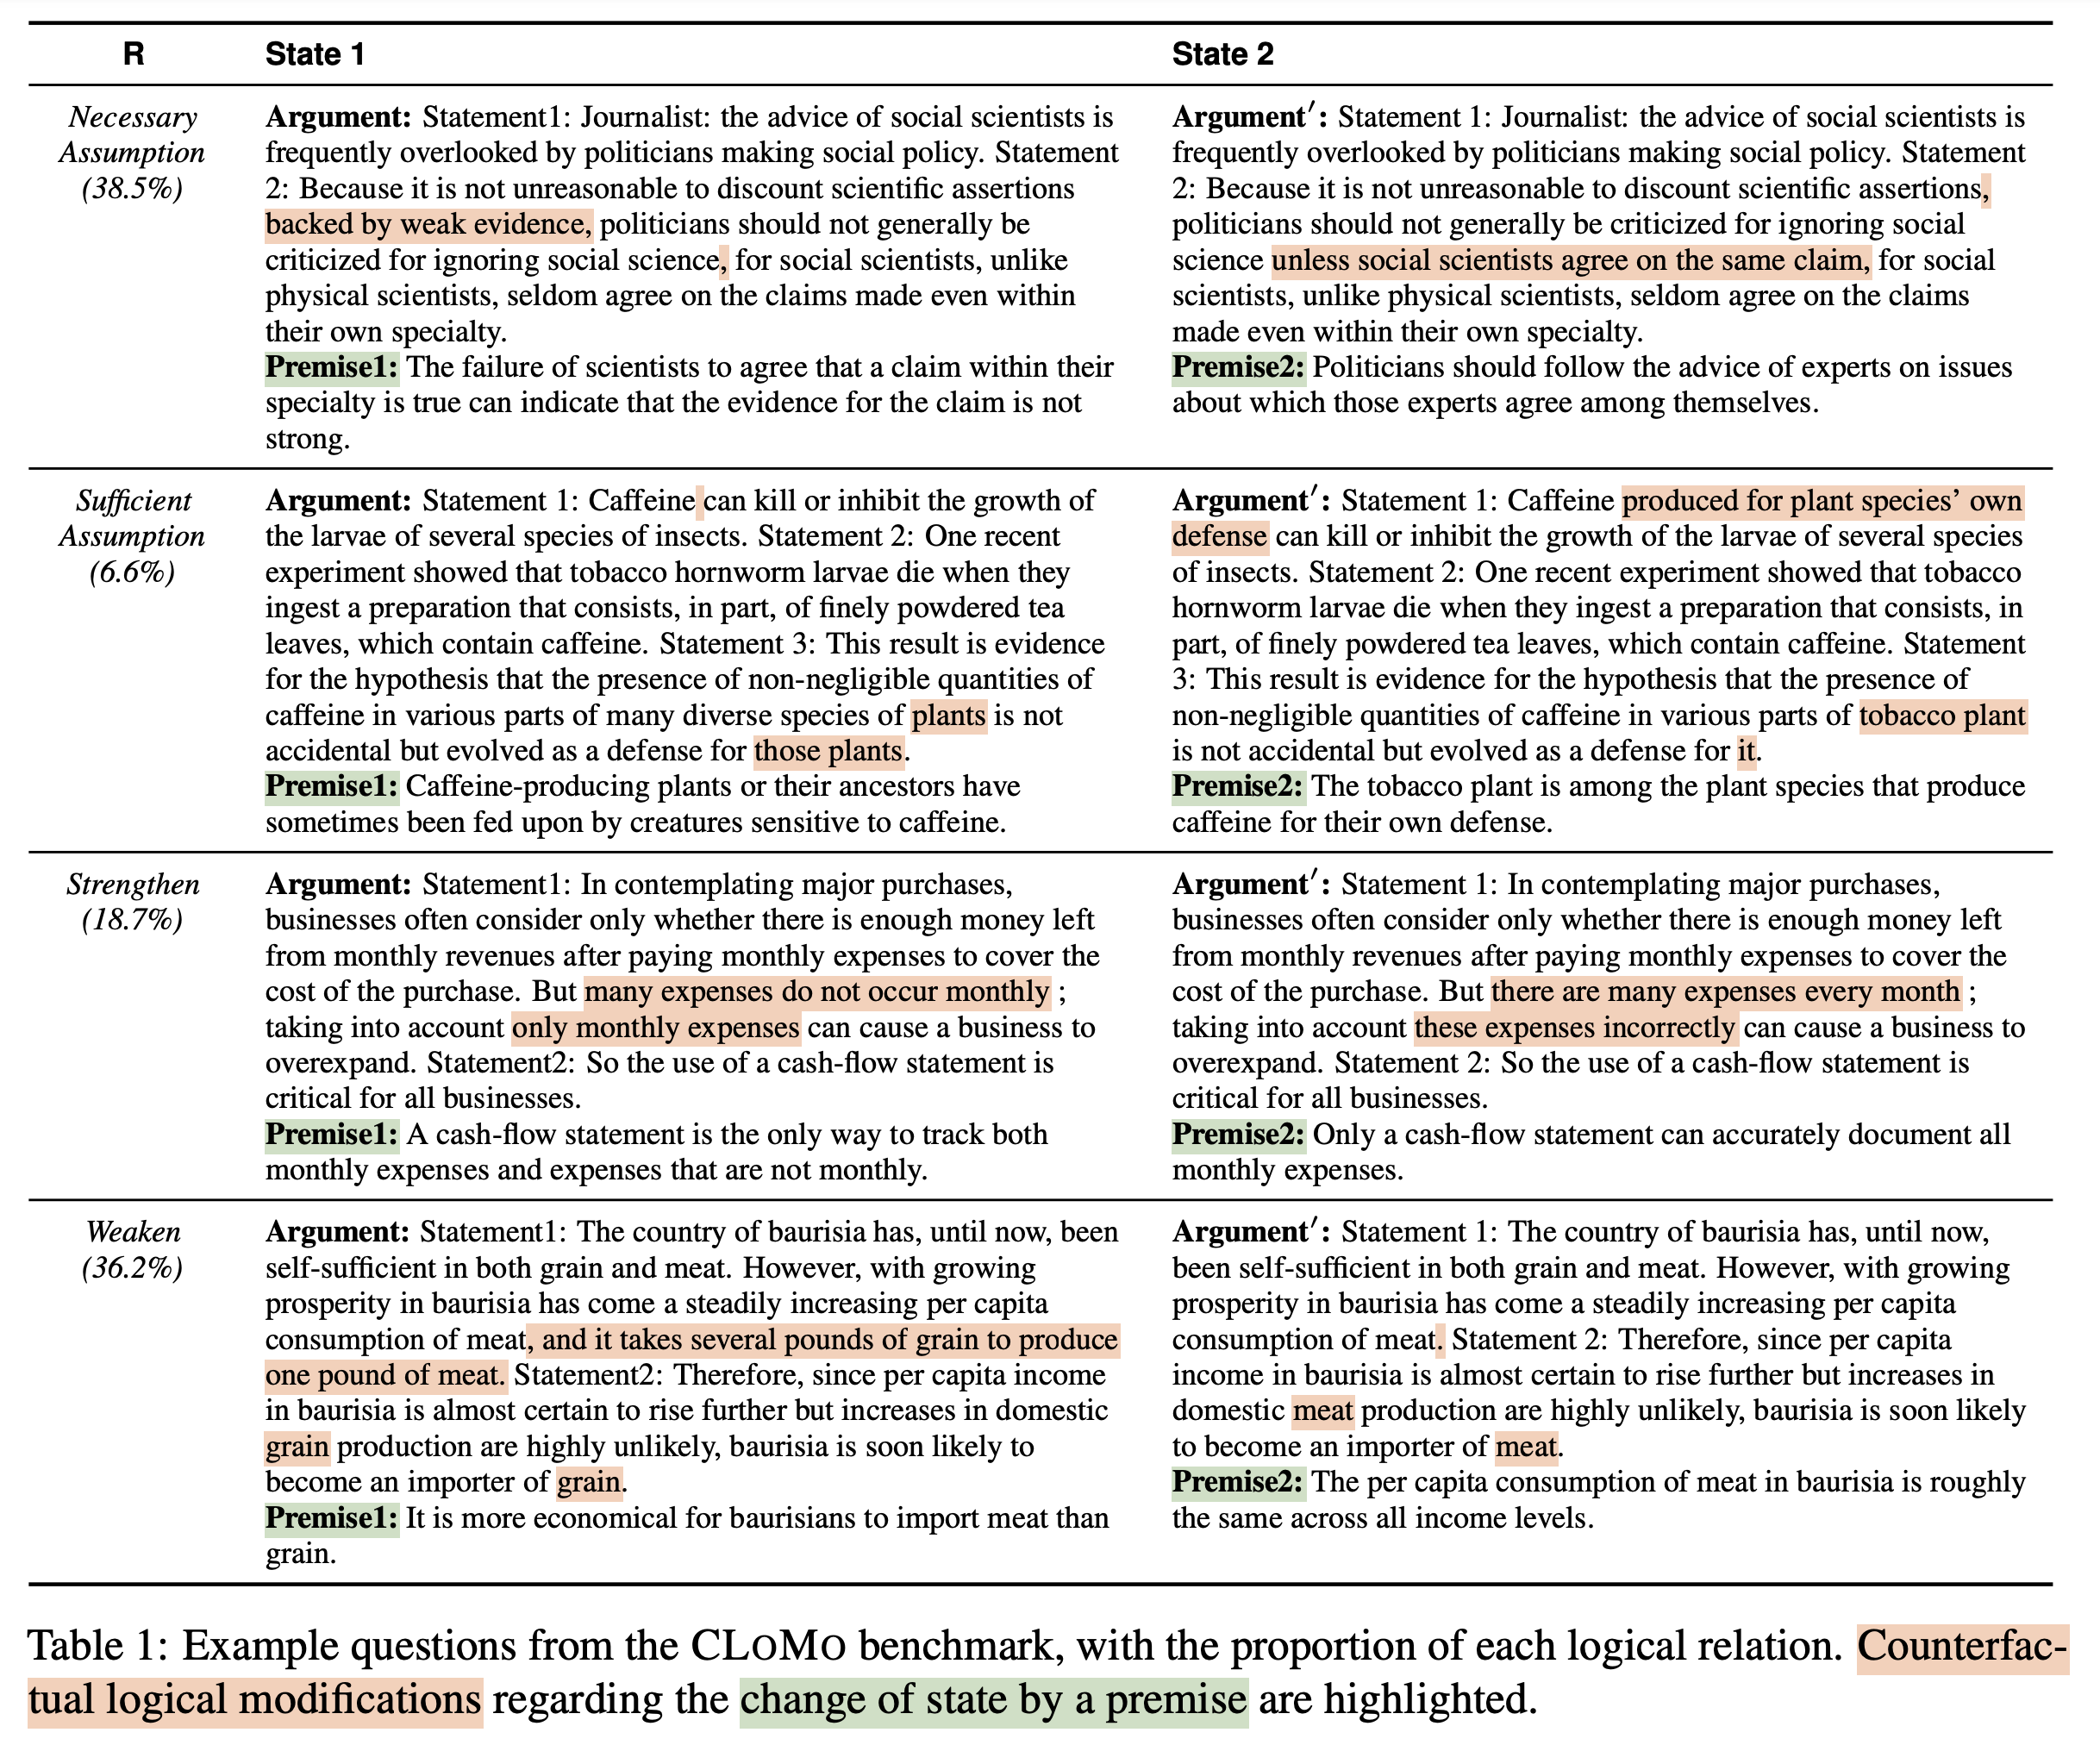 R State 1 State 2
Necessary
Assumption
(38.5%)
Argument: Statement1: Journalist: the advice of social scientists is
frequently overlooked by politicians making social policy. Statement
2: Because it is not unreasonable to discount scientific assertions
backed by weak evidence, politicians should not generally be
criticized for ignoring social science, for social scientists, unlike
physical scientists, seldom agree on the claims made even within
their own specialty.
Premise1: The failure of scientists to agree that a claim within their
specialty is true can indicate that the evidence for the claim is not
strong.
Argument′: Statement 1: Journalist: the advice of social scientists is
frequently overlooked by politicians making social policy. Statement
2: Because it is not unreasonable to discount scientific assertions,
politicians should not generally be criticized for ignoring social
science unless social scientists agree on the same claim, for social
scientists, unlike physical scientists, seldom agree on the claims
made even within their own specialty.
Premise2: Politicians should follow the advice of experts on issues
about which those experts agree among themselves.
Sufficient
Assumption
(6.6%)
Argument: Statement 1: Caffeine can kill or inhibit the growth of
the larvae of several species of insects. Statement 2: One recent
experiment showed that tobacco hornworm larvae die when they
ingest a preparation that consists, in part, of finely powdered tea
leaves, which contain caffeine. Statement 3: This result is evidence
for the hypothesis that the presence of non-negligible quantities of
caffeine in various parts of many diverse species of plants is not
accidental but evolved as a defense for those plants.
Premise1: Caffeine-producing plants or their ancestors have
sometimes been fed upon by creatures sensitive to caffeine.
Argument′: Statement 1: Caffeine produced for plant species’ own
defense can kill or inhibit the growth of the larvae of several species
of insects. Statement 2: One recent experiment showed that tobacco
hornworm larvae die when they ingest a preparation that consists, in
part, of finely powdered tea leaves, which contain caffeine. Statement
3: This result is evidence for the hypothesis that the presence of
non-negligible quantities of caffeine in various parts of tobacco plant
is not accidental but evolved as a defense for it.
Premise2: The tobacco plant is among the plant species that produce
caffeine for their own defense.
Strengthen
(18.7%)
Argument: Statement1: In contemplating major purchases,
businesses often consider only whether there is enough money left
from monthly revenues after paying monthly expenses to cover the
cost of the purchase. But many expenses do not occur monthly ;
taking into account only monthly expenses can cause a business to
overexpand. Statement2: So the use of a cash-flow statement is
critical for all businesses.
Premise1: A cash-flow statement is the only way to track both
monthly expenses and expenses that are not monthly.
Argument′: Statement 1: In contemplating major purchases,
businesses often consider only whether there is enough money left
from monthly revenues after paying monthly expenses to cover the
cost of the purchase. But there are many expenses every month ;
taking into account these expenses incorrectly can cause a business to
overexpand. Statement 2: So the use of a cash-flow statement is
critical for all businesses.
Premise2: Only a cash-flow statement can accurately document all
monthly expenses.
Weaken
(36.2%)
Argument: Statement1: The country of baurisia has, until now, been
self-sufficient in both grain and meat. However, with growing
prosperity in baurisia has come a steadily increasing per capita
consumption of meat, and it takes several pounds of grain to produce
one pound of meat. Statement2: Therefore, since per capita income
in baurisia is almost certain to rise further but increases in domestic
grain production are highly unlikely, baurisia is soon likely to
become an importer of grain.
Premise1: It is more economical for baurisians to import meat than
grain.
Argument′: Statement 1: The country of baurisia has, until now,
been self-sufficient in both grain and meat. However, with growing
prosperity in baurisia has come a steadily increasing per capita
consumption of meat. Statement 2: Therefore, since per capita
income in baurisia is almost certain to rise further but increases in
domestic meat production are highly unlikely, baurisia is soon likely
to become an importer of meat.
Premise2: The per capita consumption of meat in baurisia is roughly
the same across all income levels.
Table 1: Example questions from the CLOMO benchmark, with the proportion of each logical relation. Counterfac-
tual logical modifications regarding the change of state by a premise are highlighted.